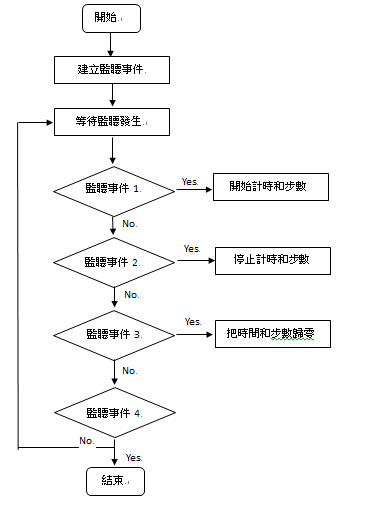 開始
建立監聽事件
等待監聽發生
監聽事件 1.
Yes.
開始計時和步數
No.
監聽事件 2.
Yes.
停止計時和步數
No.
監聽事件 3.
Yes.
把時間和步數歸零
No.
監聽事件 4.
No.
Yes.
結束